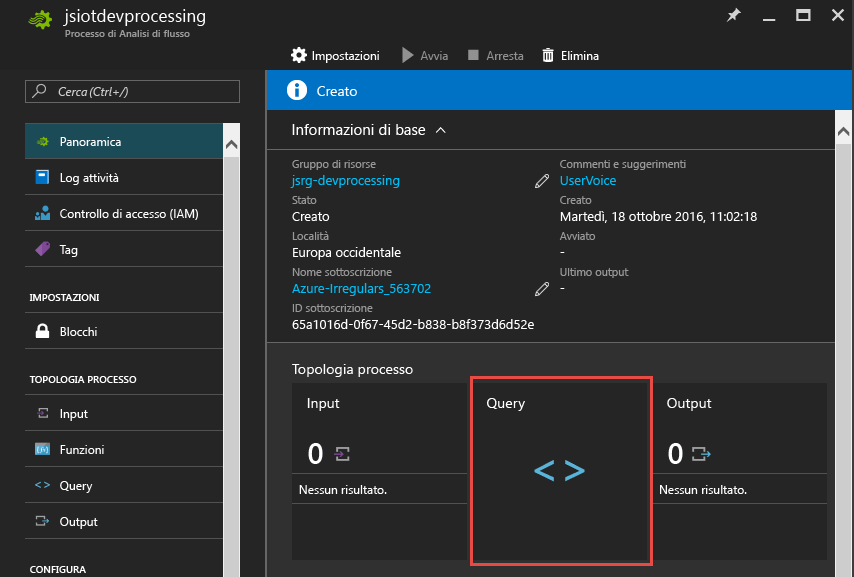 jsiotdevprocessing
Processo di Analisi di flusso
Impostazioni Avvia Arresta Elimina
Cerca (Ctrl+/)
Panoramica
Log attività
Controllo di accesso (IAM)
Tag
IMPOSTAZIONI
Blocchi
TOPOLOGIA PROCESSO
Input
Funzioni
Query
Output
CONFIGURA
Creato
Informazioni di base
Gruppo di risorse
jsrg-devprocessing
Stato
Creato
Località
Europa occidentale
Nome sottoscrizione
Azure-Irregulars_563702
ID sottoscrizione
65a1016d-0f67-45d2-b838-b8f373d6d52e
Commenti e suggerimenti
UserVoice
Creato
Martedì, 18 ottobre 2016, 11:02:18
Avviato
-
Ultimo output
-
Topologia processo
Input
0
Nessun risultato.
Query
< >
Output
0
Nessun risultato.